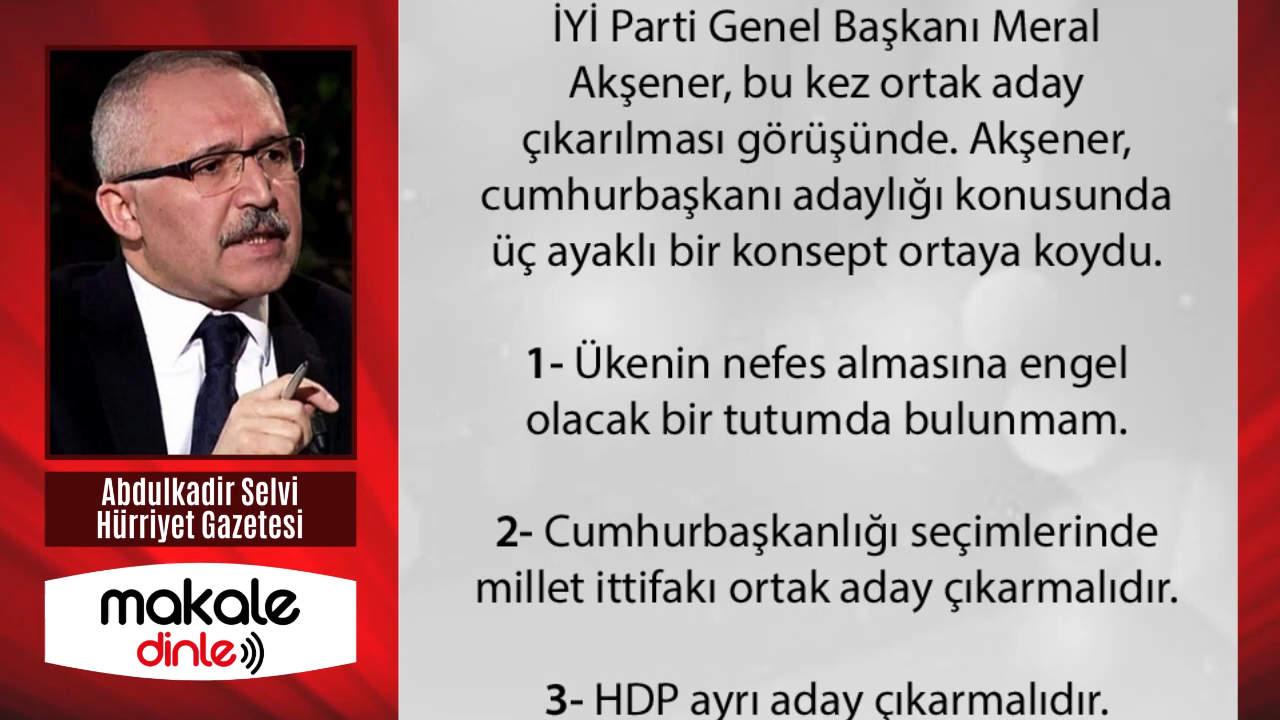 İYİ Parti Genel Başkanı Meral
Akşener, bu kez ortak aday
çıkarılması görüşünde. Akşener,
cumhurbaşkanı adaylığı konusunda
üç ayaklı bir konsept ortaya koydu.
1- Ükenin nefes almasına engel
olacak bir tutumda bulunmam.
2- Cumhurbaşkanlığı seçimlerinde
millet ittifakı ortak aday çıkarmalıdır.
3- HDP ayrı aday çıkarmalıdır.
Abdulkadir Selvi
Hürriyet Gazetesi
makale
dinle